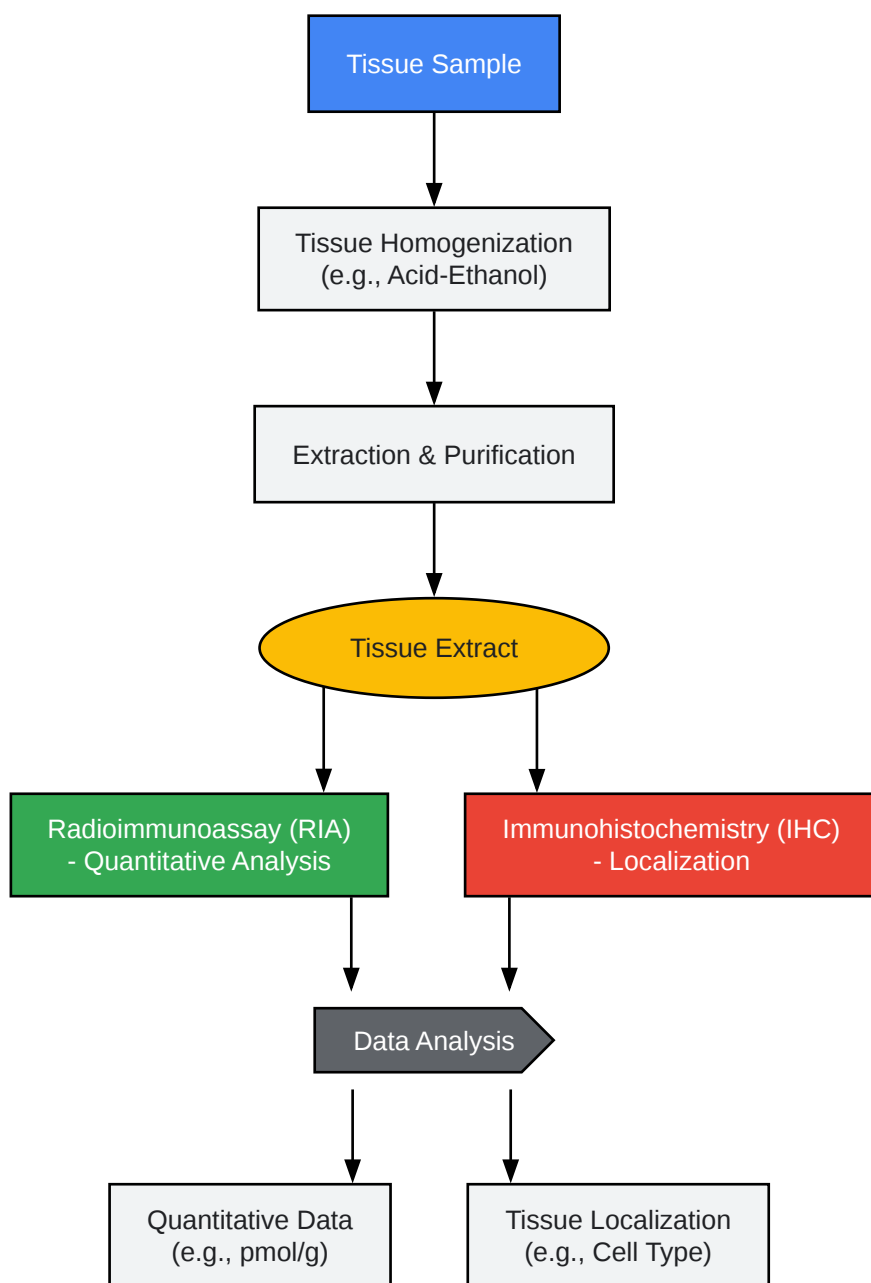 Tissue Sample
Tissue Homogenization
(e.g., Acid-Ethanol)
Extraction & Purification
Tissue Extract
Radioimmunoassay (RIA)
- Quantitative Analysis
Immunohistochemistry (IHC)
- Localization
Data Analysis
Quantitative Data
(e.g., pmol/g)
Tissue Localization
(e.g., Cell Type)